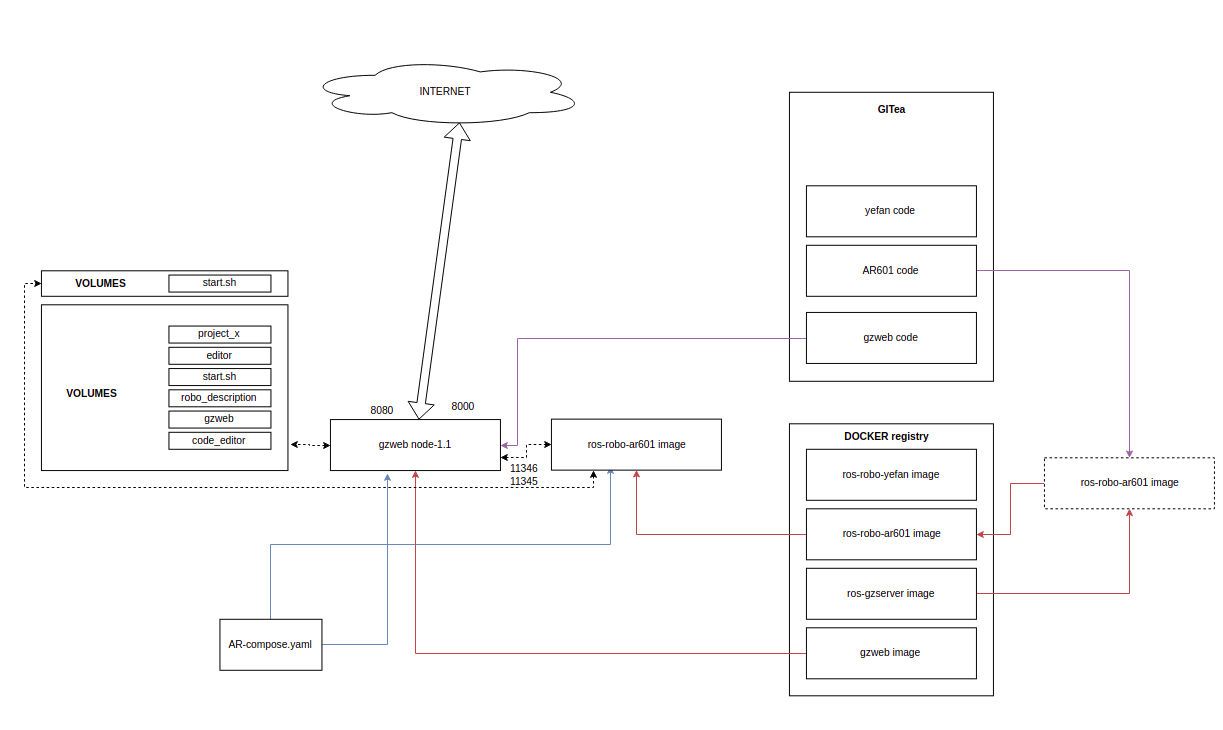 INTERNET
GITea
yefan code
AR601 code
gzweb code
VOLUMES
start.sh
VOLUMES
project_x
editor
start.sh
robo_description
gzweb
code_editor
8080
8000
gzweb node-1.1
ros-robo-ar601 image
11346
11345
DOCKER registry
ros-robo-yefan image
ros-robo-ar601 image
ros-gzserver image
gzweb image
ros-robo-ar601 image
AR-compose.yaml